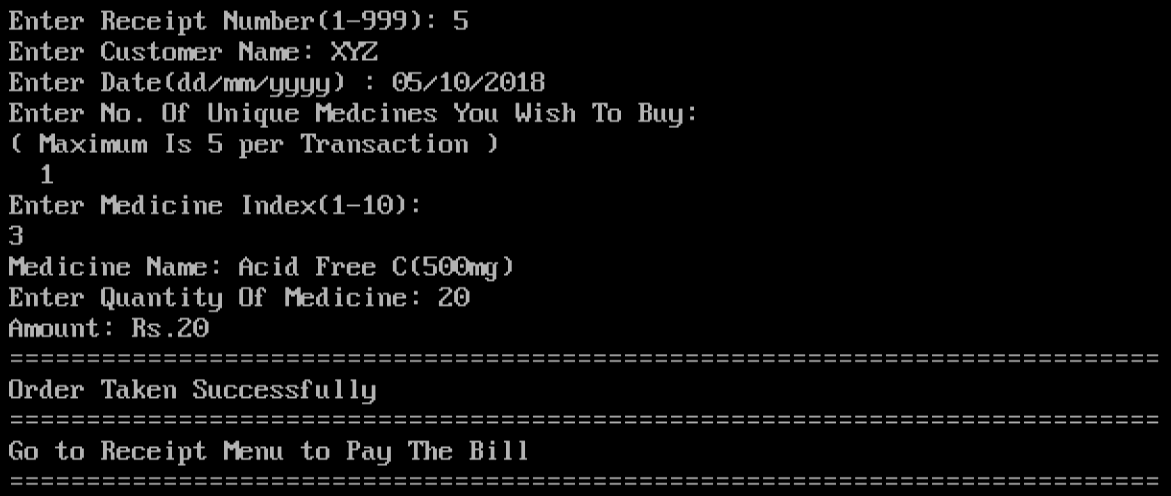 Enter Receipt Number(1-999): 5
Enter Customer Name: XYZ
Enter Date(dd/mm/yyyy) : 05/10/2018
Enter No. Of Unique Medcines You Wish To Buy:
( Maximum Is 5 per Transaction )
1
Enter Medicine Index(1-10):
3
Medicine Name: Acid Free C(500mg)
Enter Quantity Of Medicine: 20
Amount: Rs.20
===========================================================================
Order Taken Successfully
===========================================================================
Go to Receipt Menu to Pay The Bill
===========================================================================